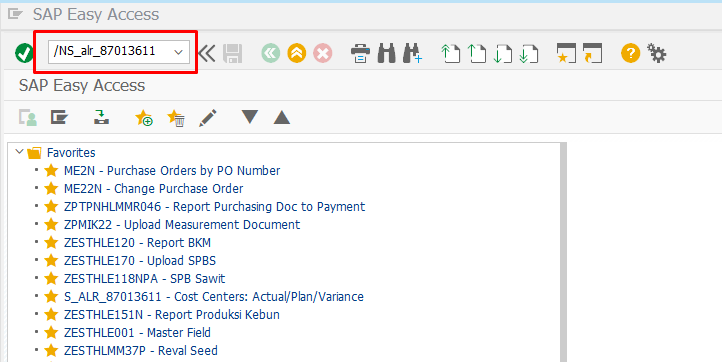 SAP Easy Access
/NS_alr_87013611
SAP Easy Access
Favorites
ME2N - Purchase Orders by PO Number
ME22N - Change Purchase Order
ZPTPNHLMMR046 - Report Purchasing Doc to Payment
ZPMIK22 - Upload Measurement Document
ZESTHLE120 - Report BKM
ZESTHLE170 - Upload SPBS
ZESTHLE118NPA - SPB Sawit
S_ALR_87013611 - Cost Centers: Actual/Plan/Variance
ZESTHLE151N - Report Produksi Kebun
ZESTHLE001 - Master Field
ZESTHLMM37P - Reval Seed